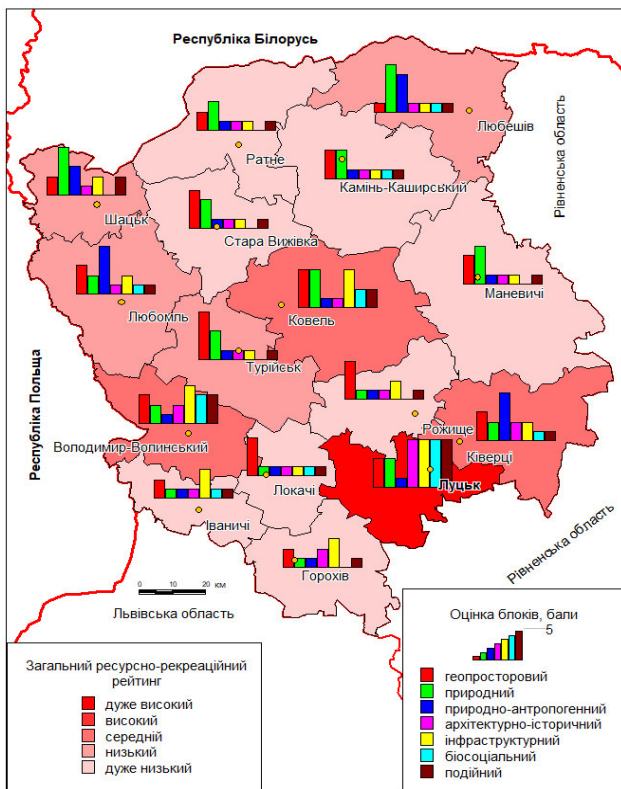 Республіка Білорусь
Любешів
Ратне
Камінь-Каширський
Рівненська область
Шацьк
Стара Вижівка
Маневичі
Любомль
Ковель
Турійськ
Республіка Польща
Рожище
Володимир-Волинський
Ківерці
Луцьк
Локачі
Іваничі
Рівненська область
Горохів
0 10 20 км
Львівська область
Загальний ресурсно-рекреаційний
рейтинг
дуже високий
високий
середній
низький
дуже низький
Оцінка блоків, бали
5
геопросторовий
природний
природно-антропогенний
архітектурно-історичний
інфраструктурний
біосоціальний
подійний